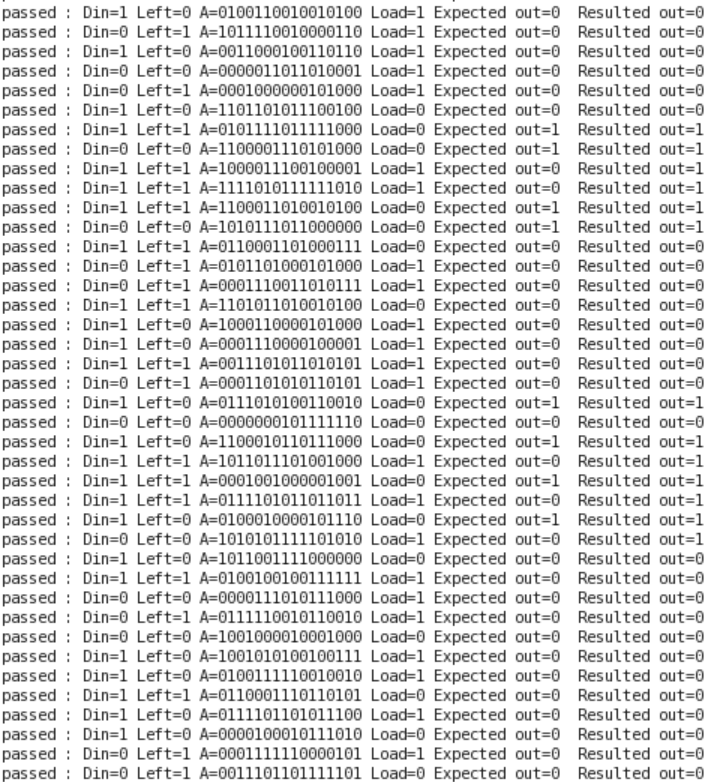 passed : Din=1 Left=0 A=0100110010010100 Load=1 Expected out=0 Resulted out=0
passed : Din=0 Left=1 A=1011110010000110 Load=0 Expected out=0 Resulted out=0
passed : Din=0 Left=0 A=0011000100110110 Load=0 Expected out=0 Resulted out=0
passed : Din=0 Left=0 A=0000011011010001 Load=1 Expected out=0 Resulted out=0
passed : Din=0 Left=1 A=0001000000101000 Load=1 Expected out=0 Resulted out=0
passed : Din=1 Left=0 A=1101101011100100 Load=0 Expected out=0 Resulted out=0
passed : Din=1 Left=1 A=0101111011111000 Load=0 Expected out=1 Resulted out=1
passed : Din=0 Left=0 A=1100001110101000 Load=0 Expected out=1 Resulted out=1
passed : Din=1 Left=1 A=1000011100100001 Load=1 Expected out=0 Resulted out=1
passed : Din=1 Left=1 A=1111010111111010 Load=1 Expected out=0 Resulted out=1
passed : Din=1 Left=1 A=1100011010010100 Load=0 Expected out=1 Resulted out=1
passed : Din=0 Left=0 A=1010111011000000 Load=0 Expected out=1 Resulted out=1
passed : Din=1 Left=1 A=0110001101000111 Load=0 Expected out=0 Resulted out=0
passed : Din=0 Left=1 A=0101101000101000 Load=1 Expected out=0 Resulted out=0
passed : Din=0 Left=1 A=0001110011010111 Load=0 Expected out=0 Resulted out=0
passed : Din=1 Left=1 A=1101011010010100 Load=0 Expected out=0 Resulted out=0
passed : Din=1 Left=0 A=1000110000101000 Load=1 Expected out=0 Resulted out=0
passed : Din=0 Left=0 A=0001110000100001 Load=1 Expected out=0 Resulted out=0
passed : Din=1 Left=1 A=0011101011010101 Load=1 Expected out=0 Resulted out=0
passed : Din=0 Left=1 A=0001101010110101 Load=1 Expected out=0 Resulted out=0
passed : Din=1 Left=0 A=0111010100110010 Load=0 Expected out=1 Resulted out=1
passed : Din=0 Left=0 A=0000000101111110 Load=0 Expected out=0 Resulted out=0
passed : Din=1 Left=1 A=1100010110111000 Load=0 Expected out=1 Resulted out=1
passed : Din=1 Left=1 A=1011011101001000 Load=1 Expected out=0 Resulted out=1
passed : Din=1 Left=1 A=0001001000001001 Load=0 Expected out=1 Resulted out=1
passed : Din=1 Left=1 A=0111101011011011 Load=1 Expected out=0 Resulted out=1
passed : Din=1 Left=0 A=0100010000101110 Load=0 Expected out=1 Resulted out=1
passed : Din=0 Left=0 A=1010101111101010 Load=1 Expected out=0 Resulted out=1
passed : Din=1 Left=0 A=1011001111000000 Load=0 Expected out=0 Resulted out=0
passed : Din=1 Left=1 A=0100100100111111 Load=1 Expected out=0 Resulted out=0
passed : Din=0 Left=0 A=0000111010111000 Load=0 Expected out=0 Resulted out=0
passed : Din=0 Left=0 A=0111110010110010 Load=1 Expected out=0 Resulted out=0
passed : Din=0 Left=0 A=1001000010001000 Load=0 Expected out=0 Resulted out=0
passed : Din=1 Left=0 A=1001010100100111 Load=1 Expected out=0 Resulted out=0
passed : Din=0 Left=0 A=0100111110010010 Load=1 Expected out=0 Resulted out=0
passed : Din=1 Left=1 A=0110001110110101 Load=0 Expected out=0 Resulted out=0
passed : Din=1 Left=0 A=0111101101011100 Load=1 Expected out=0 Resulted out=0
passed : Din=1 Left=0 A=0000100010111010 Load=0 Expected out=0 Resulted out=0
passed : Din=0 Left=1 A=0001111110000101 Load=1 Expected out=0 Resulted out=0
passed : Din=0 Left=1 A=0011101101111101 Load=0 Expected out=0 Resulted out=0